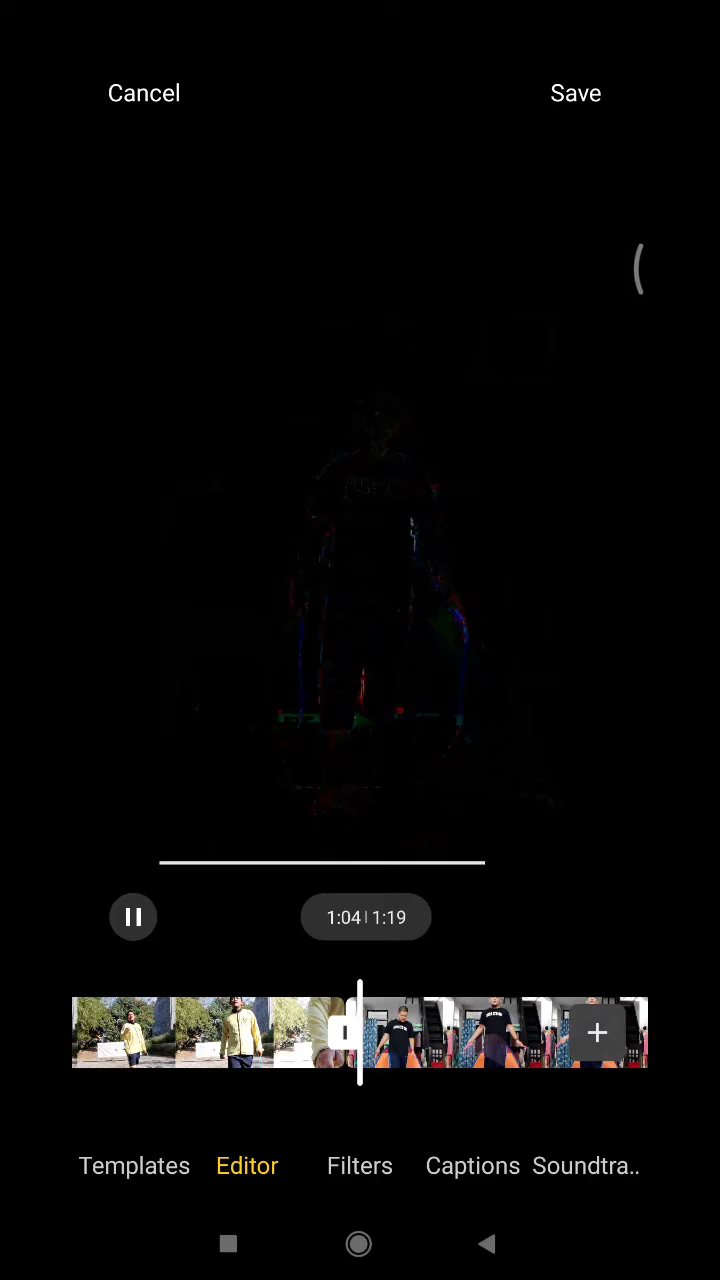 Cancel
Save
1:04 | 1:19
Templates
Editor
Filters
Captions
Soundtra..